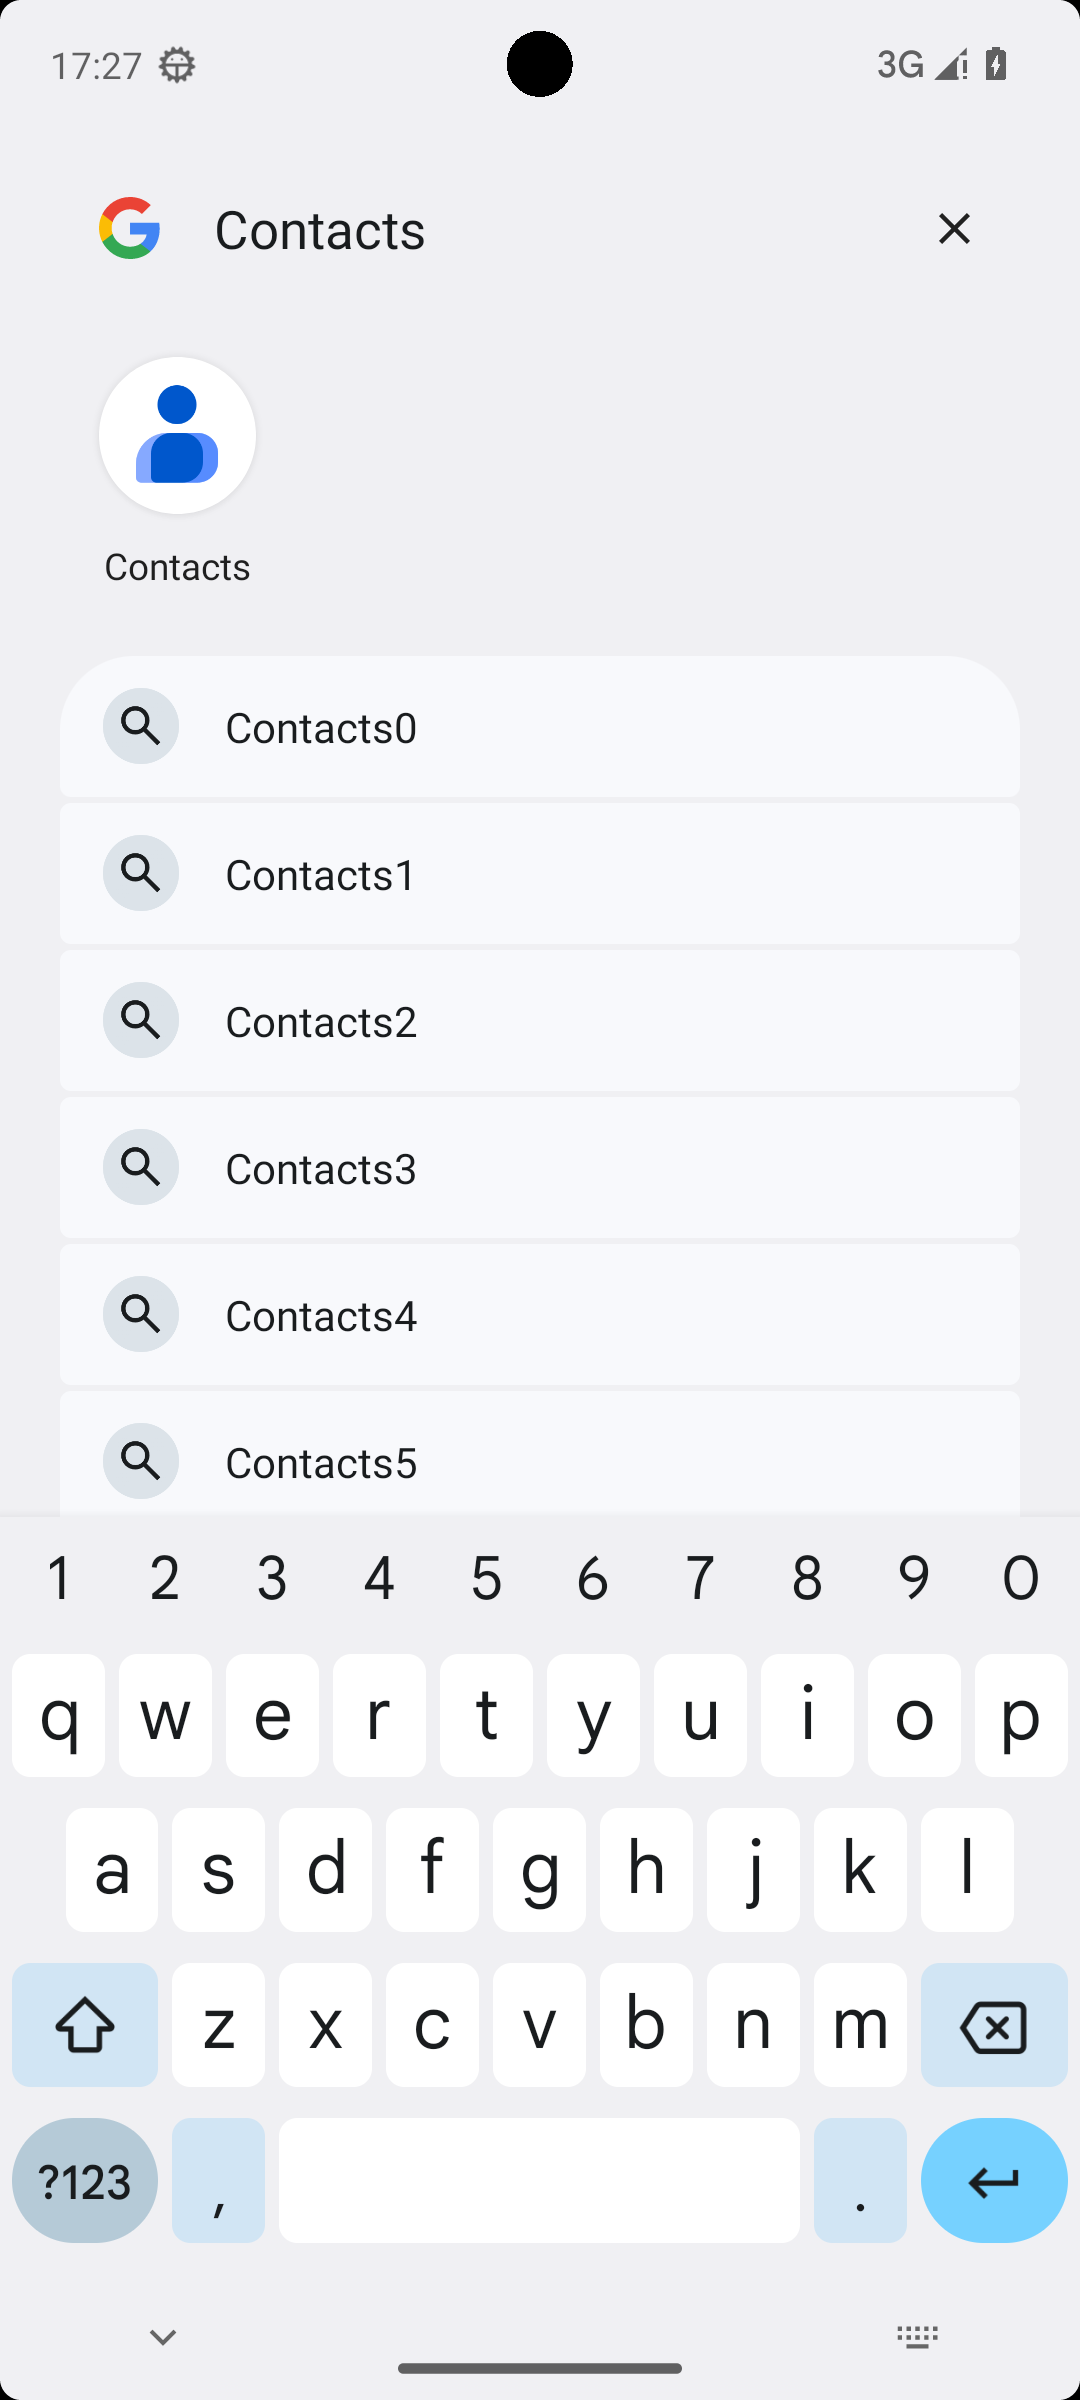 17:27
3G
Contacts
Contacts
Contacts0
Contacts1
Contacts2
Contacts3
Contacts4
Contacts5
1 2 3 4 5 6 7 8 9 0
q w e r t y u i o p
a s d f g h j k l
z x c v b n m
?123 , .